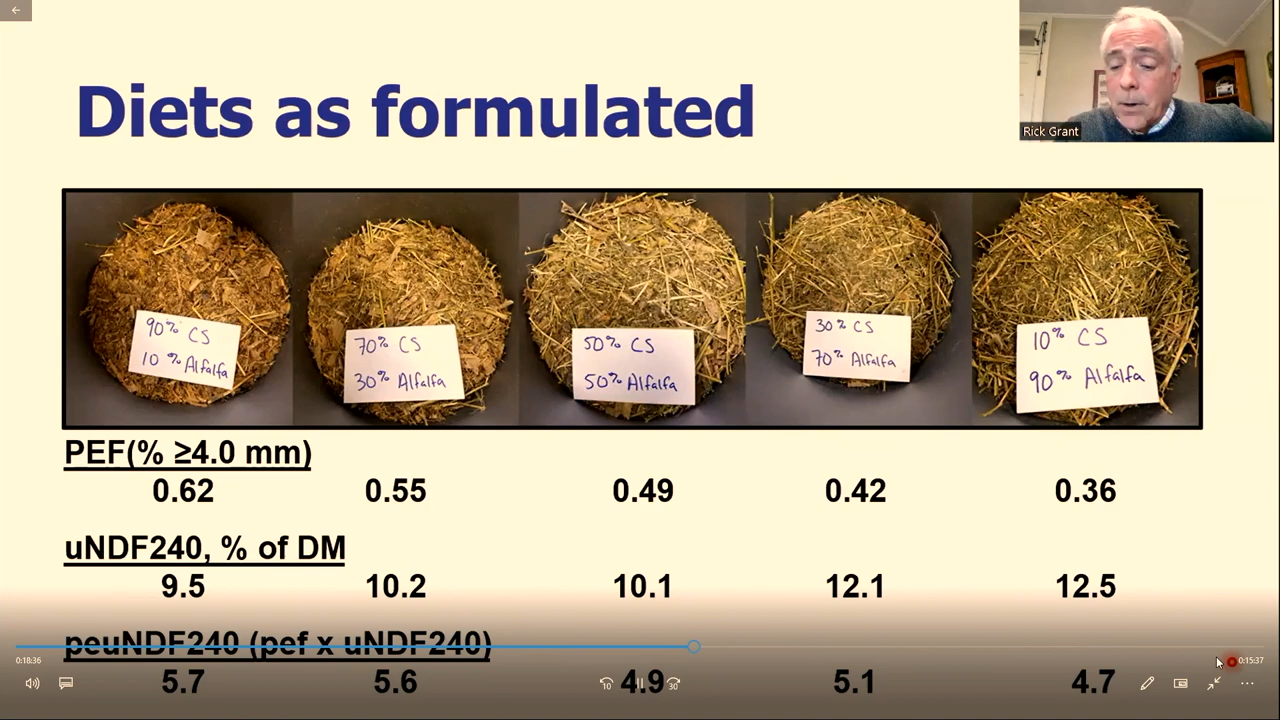 Rick Grant
Diets as formulated
90% CS
10% Alfalfa
70% CS
30% Alfalfa
50% CS
50% Alfalfa
30% CS
70% Alfalfa
10% CS
90% Alfalfa
PEF(% ≥4.0 mm)
0.62 0.55 0.49 0.42 0.36
uNDF240, % of DM
9.5 10.2 10.1 12.1 12.5
peuNDF240 (pef x uNDF240)
0:18:36 0:15:37
5.7 5.6 4.9 5.1 4.7
10 30